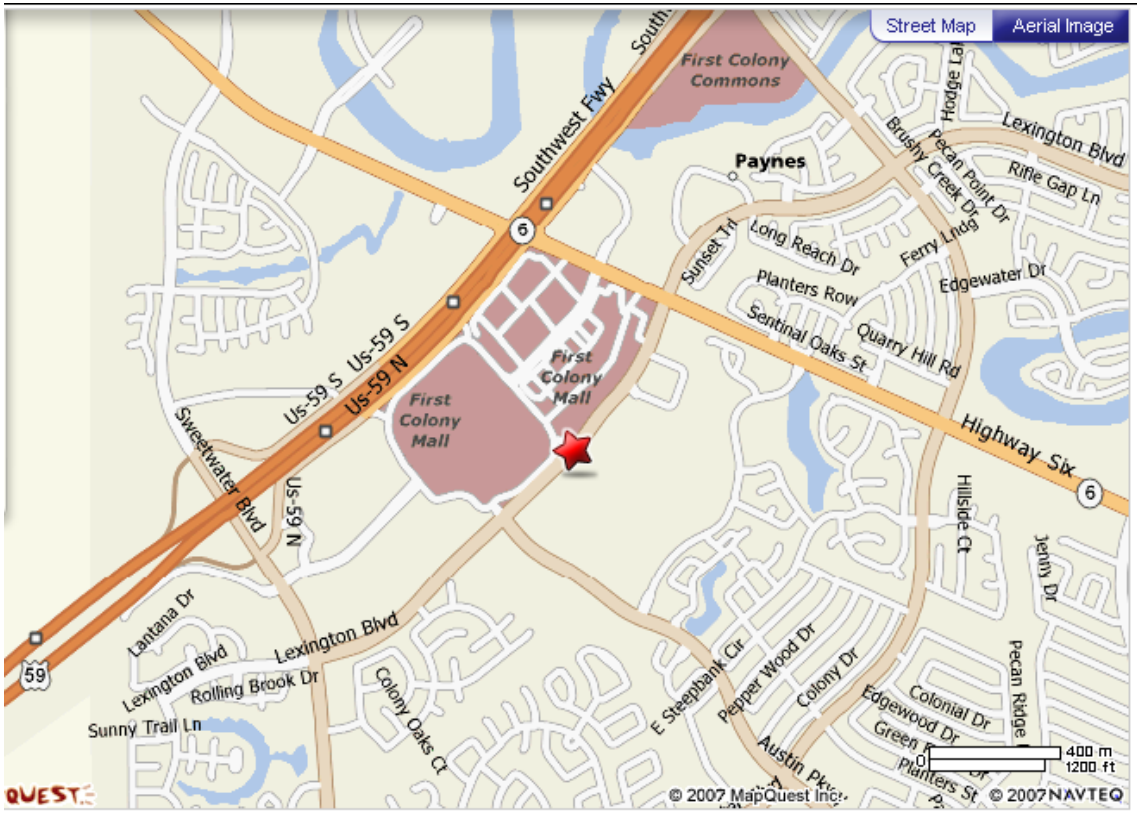 Street Map
Aerial Image
Southwest Fwy
First Colony
Commons
Hodge
Lexington Blvd
Brushy Creek Dr
Pecan Point Dr
Rifle Gap Ln
Paynes
6
Sunset Trl
Long Reach Dr
Ferry Lndg
Edgewater Dr
Planters Row
Sentinal Oaks St
Quarry Hill Rd
Us-59 S
Us-59 S
Us-59 N
First
Colony
Mall
First
Colony
Mall
Sweetwater Blvd
Us-59 N
Highway Six
6
Hillside Ct
Jenny Dr
Lantana Dr
Lexington Blvd
Lexington Blvd
Rolling Brook Dr
59
Sunny Trail Ln
Colony Oaks Ct
E Steepbank Cir
Pepper Wood Dr
Colony Dr
Edgewood Dr
Colonial Dr
Green
Pecan Ridge
Austin Pkwy
Planters St
0
400 m
1200 ft
QUEST
© 2007 MapQuest Inc.
© 2007 NAVTEQ